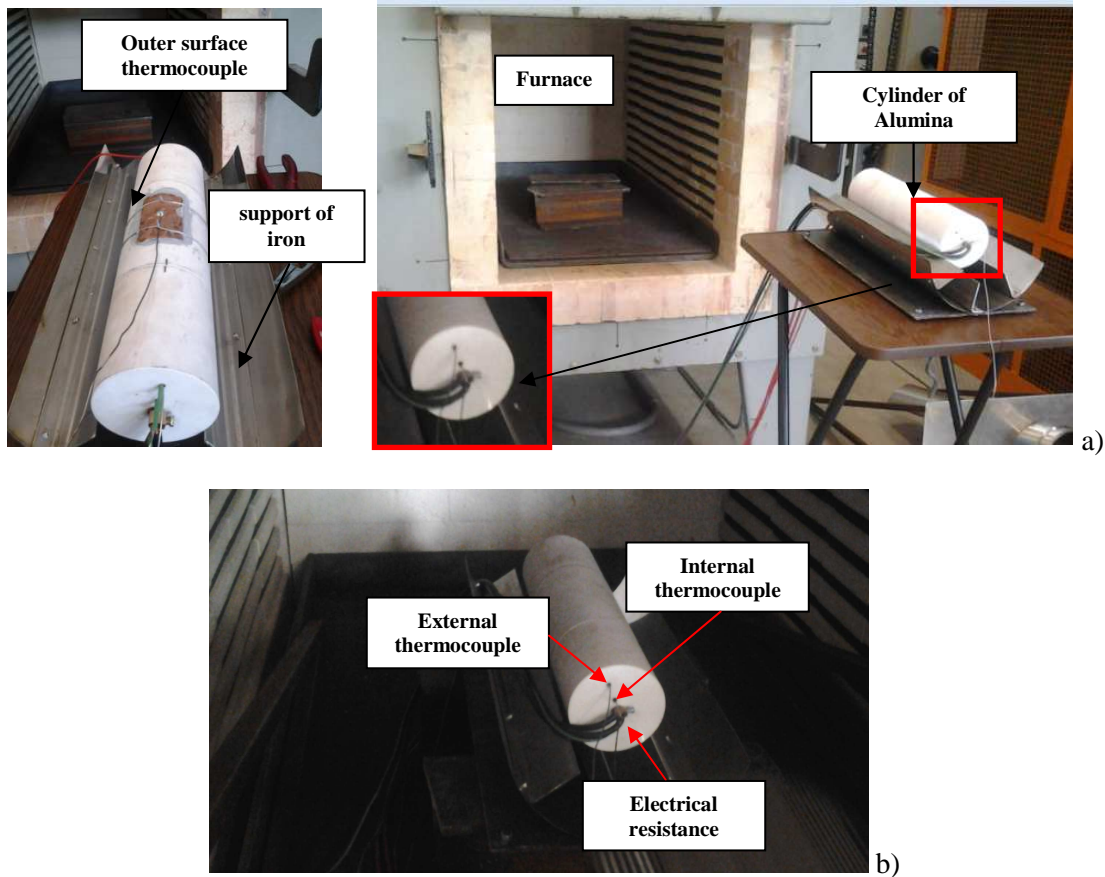 Outer surface
thermocouple
support of
iron
Furnace
Cylinder of
Alumina
a)
Internal
thermocouple
External
thermocouple
Electrical
resistance
b)